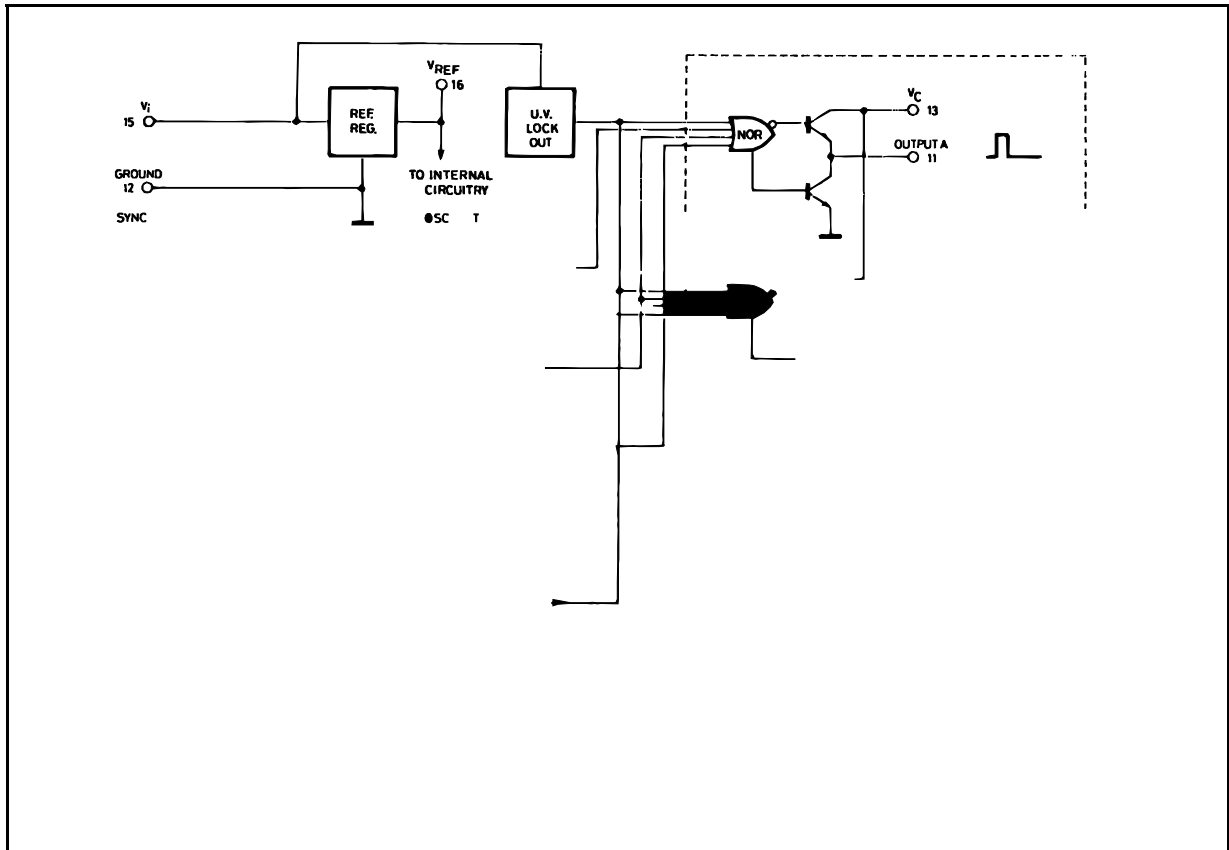 VREF
16
Vi
15
REF.
REG.
U.V.
LOCK
OUT
NOR
VC
13
OUTPUT A
11
GROUND
12
TO INTERNAL
CIRCUITRY
SYNC
T